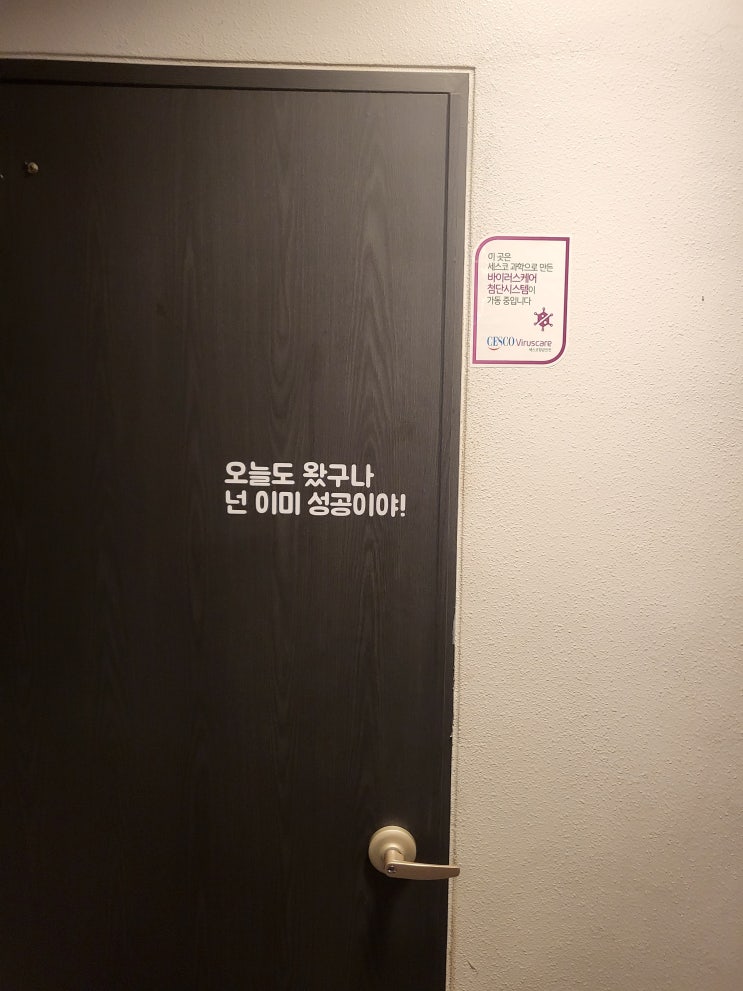 오늘도 왔구나
넌 이미 성공이야!
이 곳은
세스코 과학으로 만든
바이러스케어
첨단시스템이
가동 중입니다
CESCO Viruscare